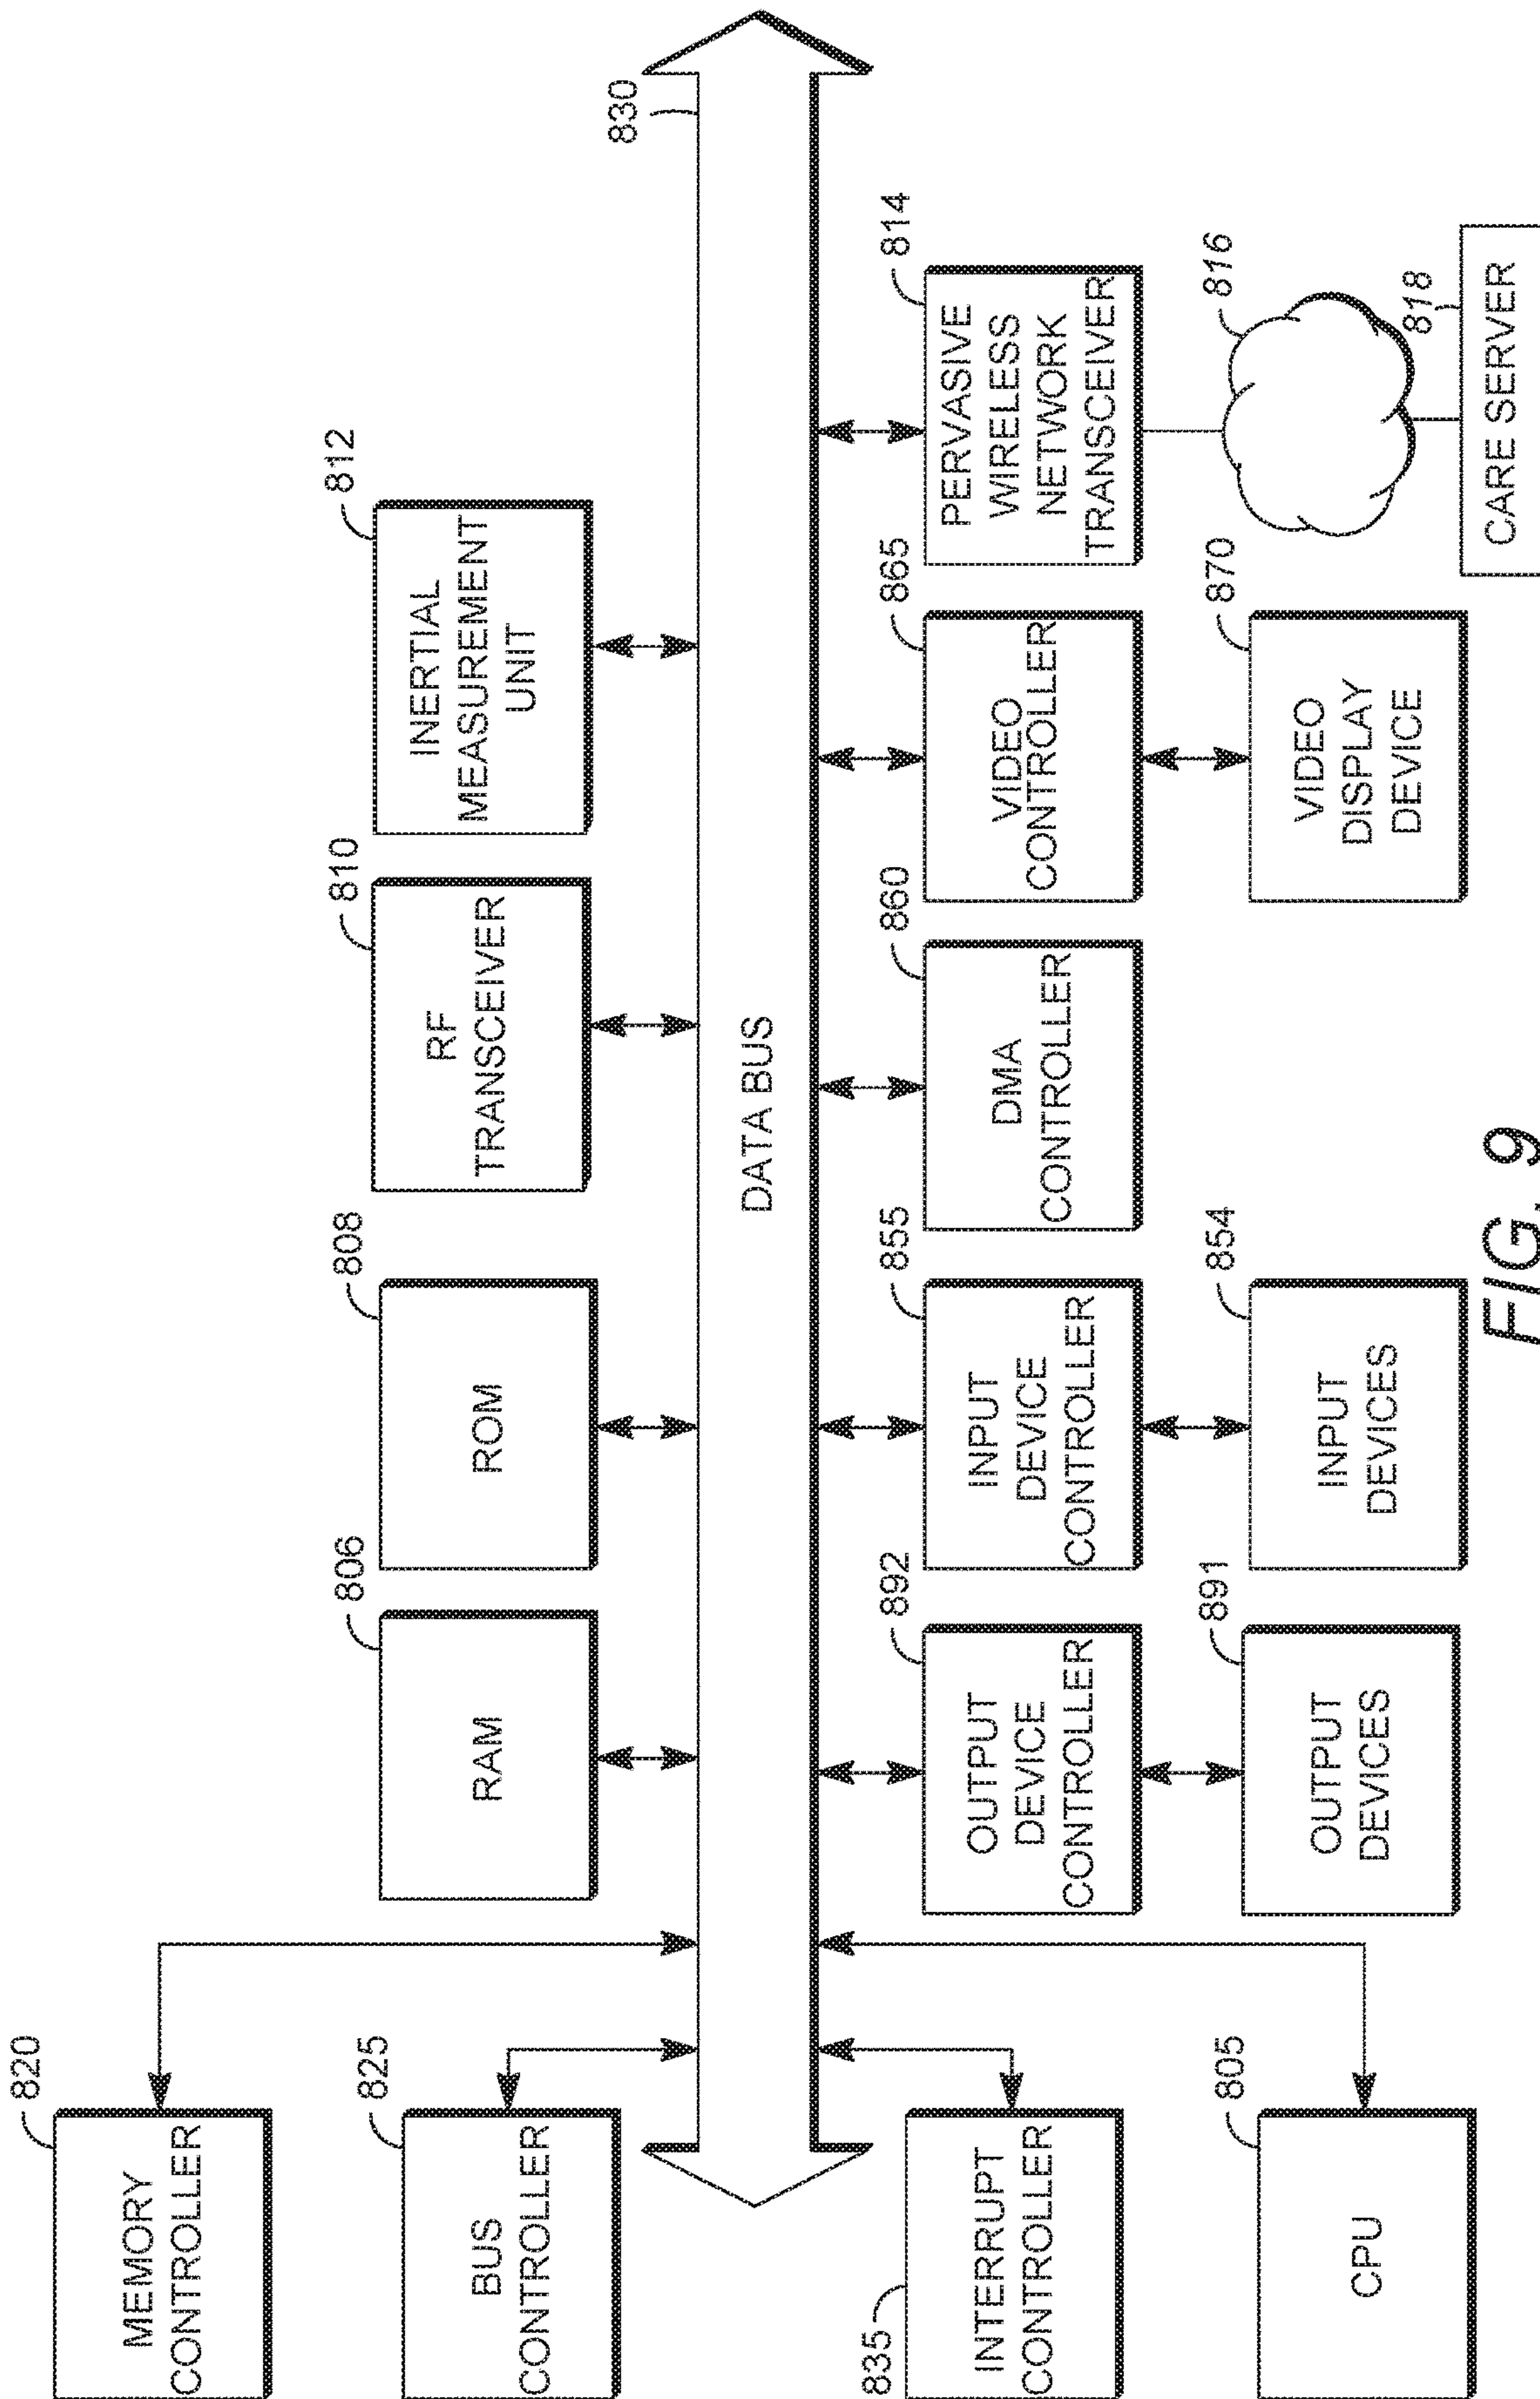 820
MEMORY
CONTROLLER
825
BUS
CONTROLLER
835
INTERRUPT
CONTROLLER
805
CPU
806
RAM
808
ROM
810
RF
TRANSCEIVER
812
INERTIAL
MEASUREMENT
UNIT
830
DATA BUS
892
OUTPUT
DEVICE
CONTROLLER
855
INPUT
DEVICE
CONTROLLER
860
DMA
CONTROLLER
865
VIDEO
CONTROLLER
814
PERVASIVE
WIRELESS
NETWORK
TRANSCEIVER
891
OUTPUT
DEVICES
854
INPUT
DEVICES
870
VIDEO
DISPLAY
DEVICE
816
818
CARE SERVER
FIG. 9